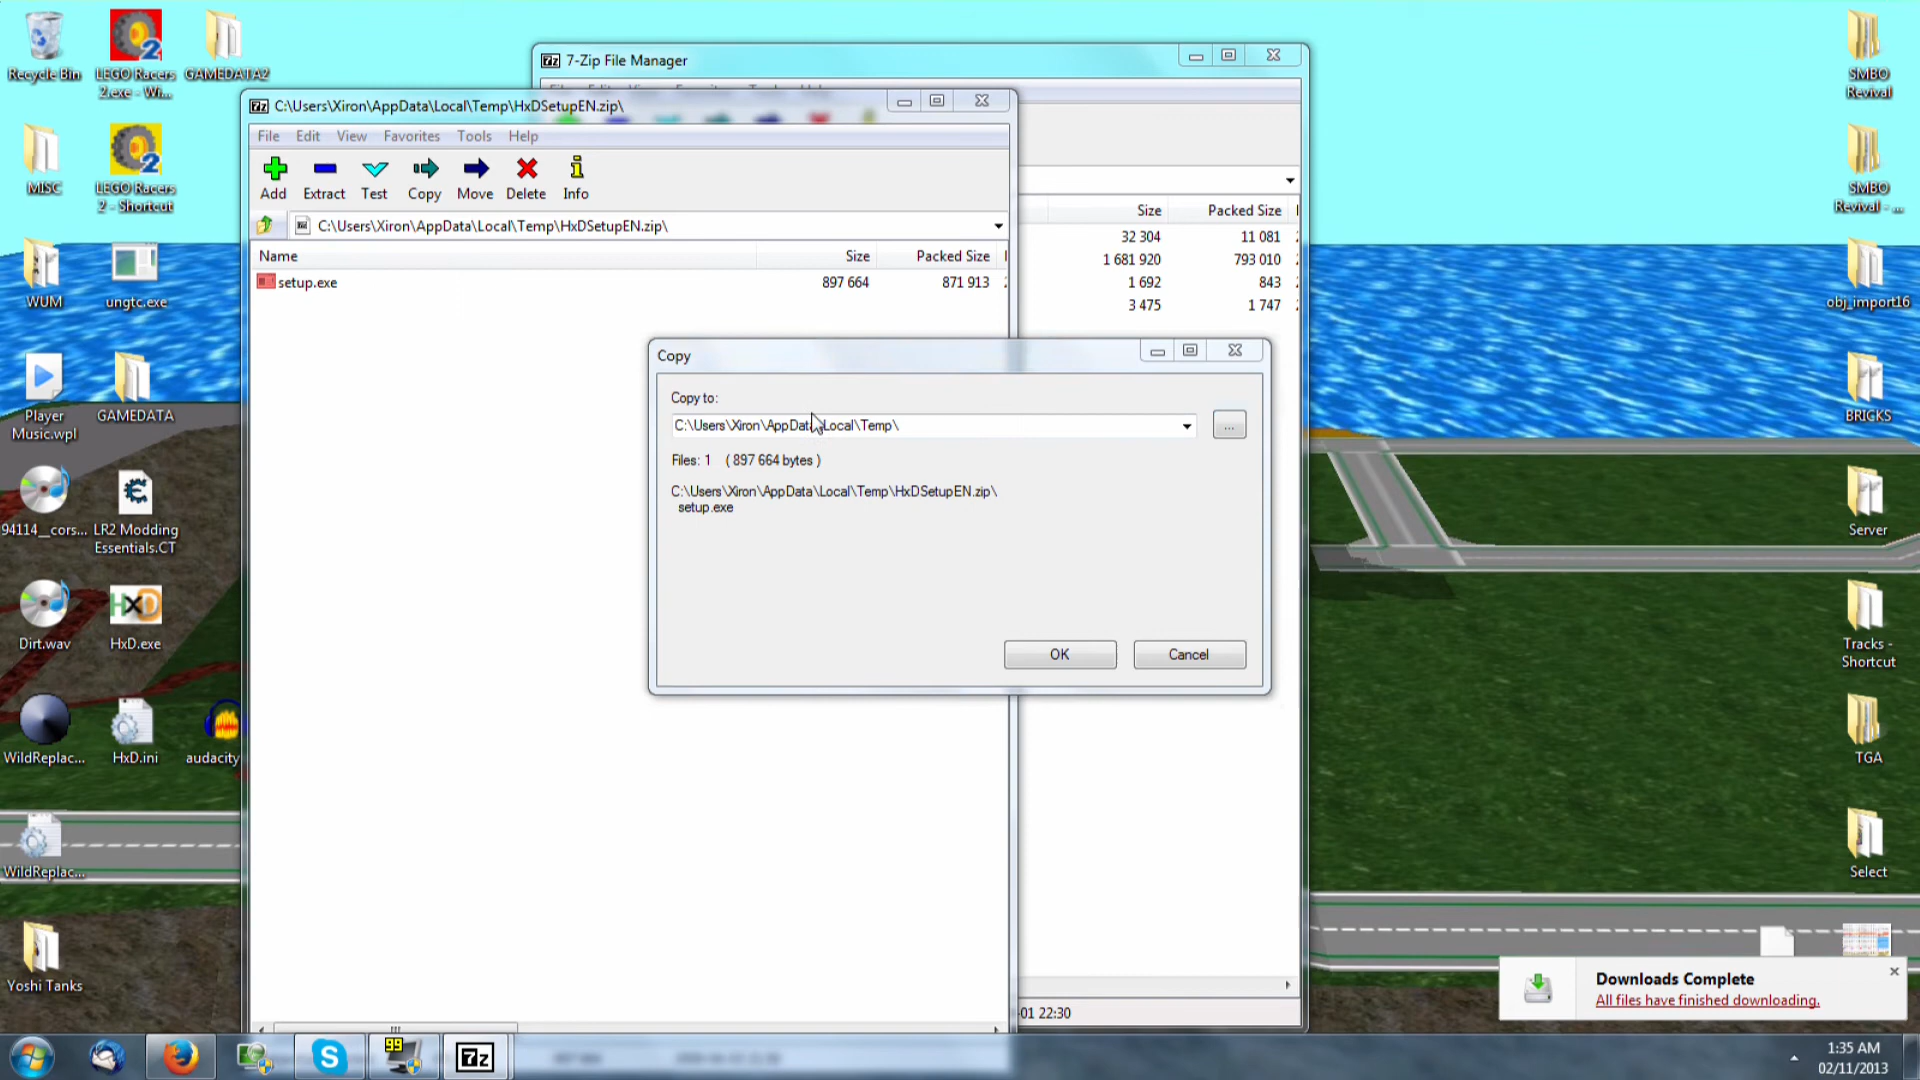 Recycle Bin
LEGO Racers
2.exe - Wi...
GAMEDATA2
MISC
LEGO Racers
2 - Shortcut
WUM
ungtc.exe
Player
Music.wpl
GAMEDATA
94114__cors...
LR2 Modding
Essentials.CT
Dirt.wav
HxD.exe
WildReplac...
HxD.ini
audacity
WildReplac...
Yoshi Tanks
7-Zip File Manager
Size
Packed Size
32 304
11 081
1 681 920
793 010
1 692
843
3 475
1 747
-01 22:30
C:\Users\Xiron\AppData\Local\Temp\HxDSetupEN.zip\
File
Edit
View
Favorites
Tools
Help
Add
Extract
Test
Copy
Move
Delete
Info
C:\Users\Xiron\AppData\Local\Temp\HxDSetupEN.zip\
Name
Size
Packed Size
setup.exe
897 664
871 913
Copy
Copy to:
C:\Users\Xiron\AppData\Local\Temp\
...
Files: 1 ( 897 664 bytes )
C:\Users\Xiron\AppData\Local\Temp\HxDSetupEN.zip\
setup.exe
OK
Cancel
SMBO
Revival
SMBO
Revival - ...
obj_import16
BRICKS
Server
Tracks -
Shortcut
TGA
Select
Downloads Complete
All files have finished downloading.
99
7z
1:35 AM
02/11/2013